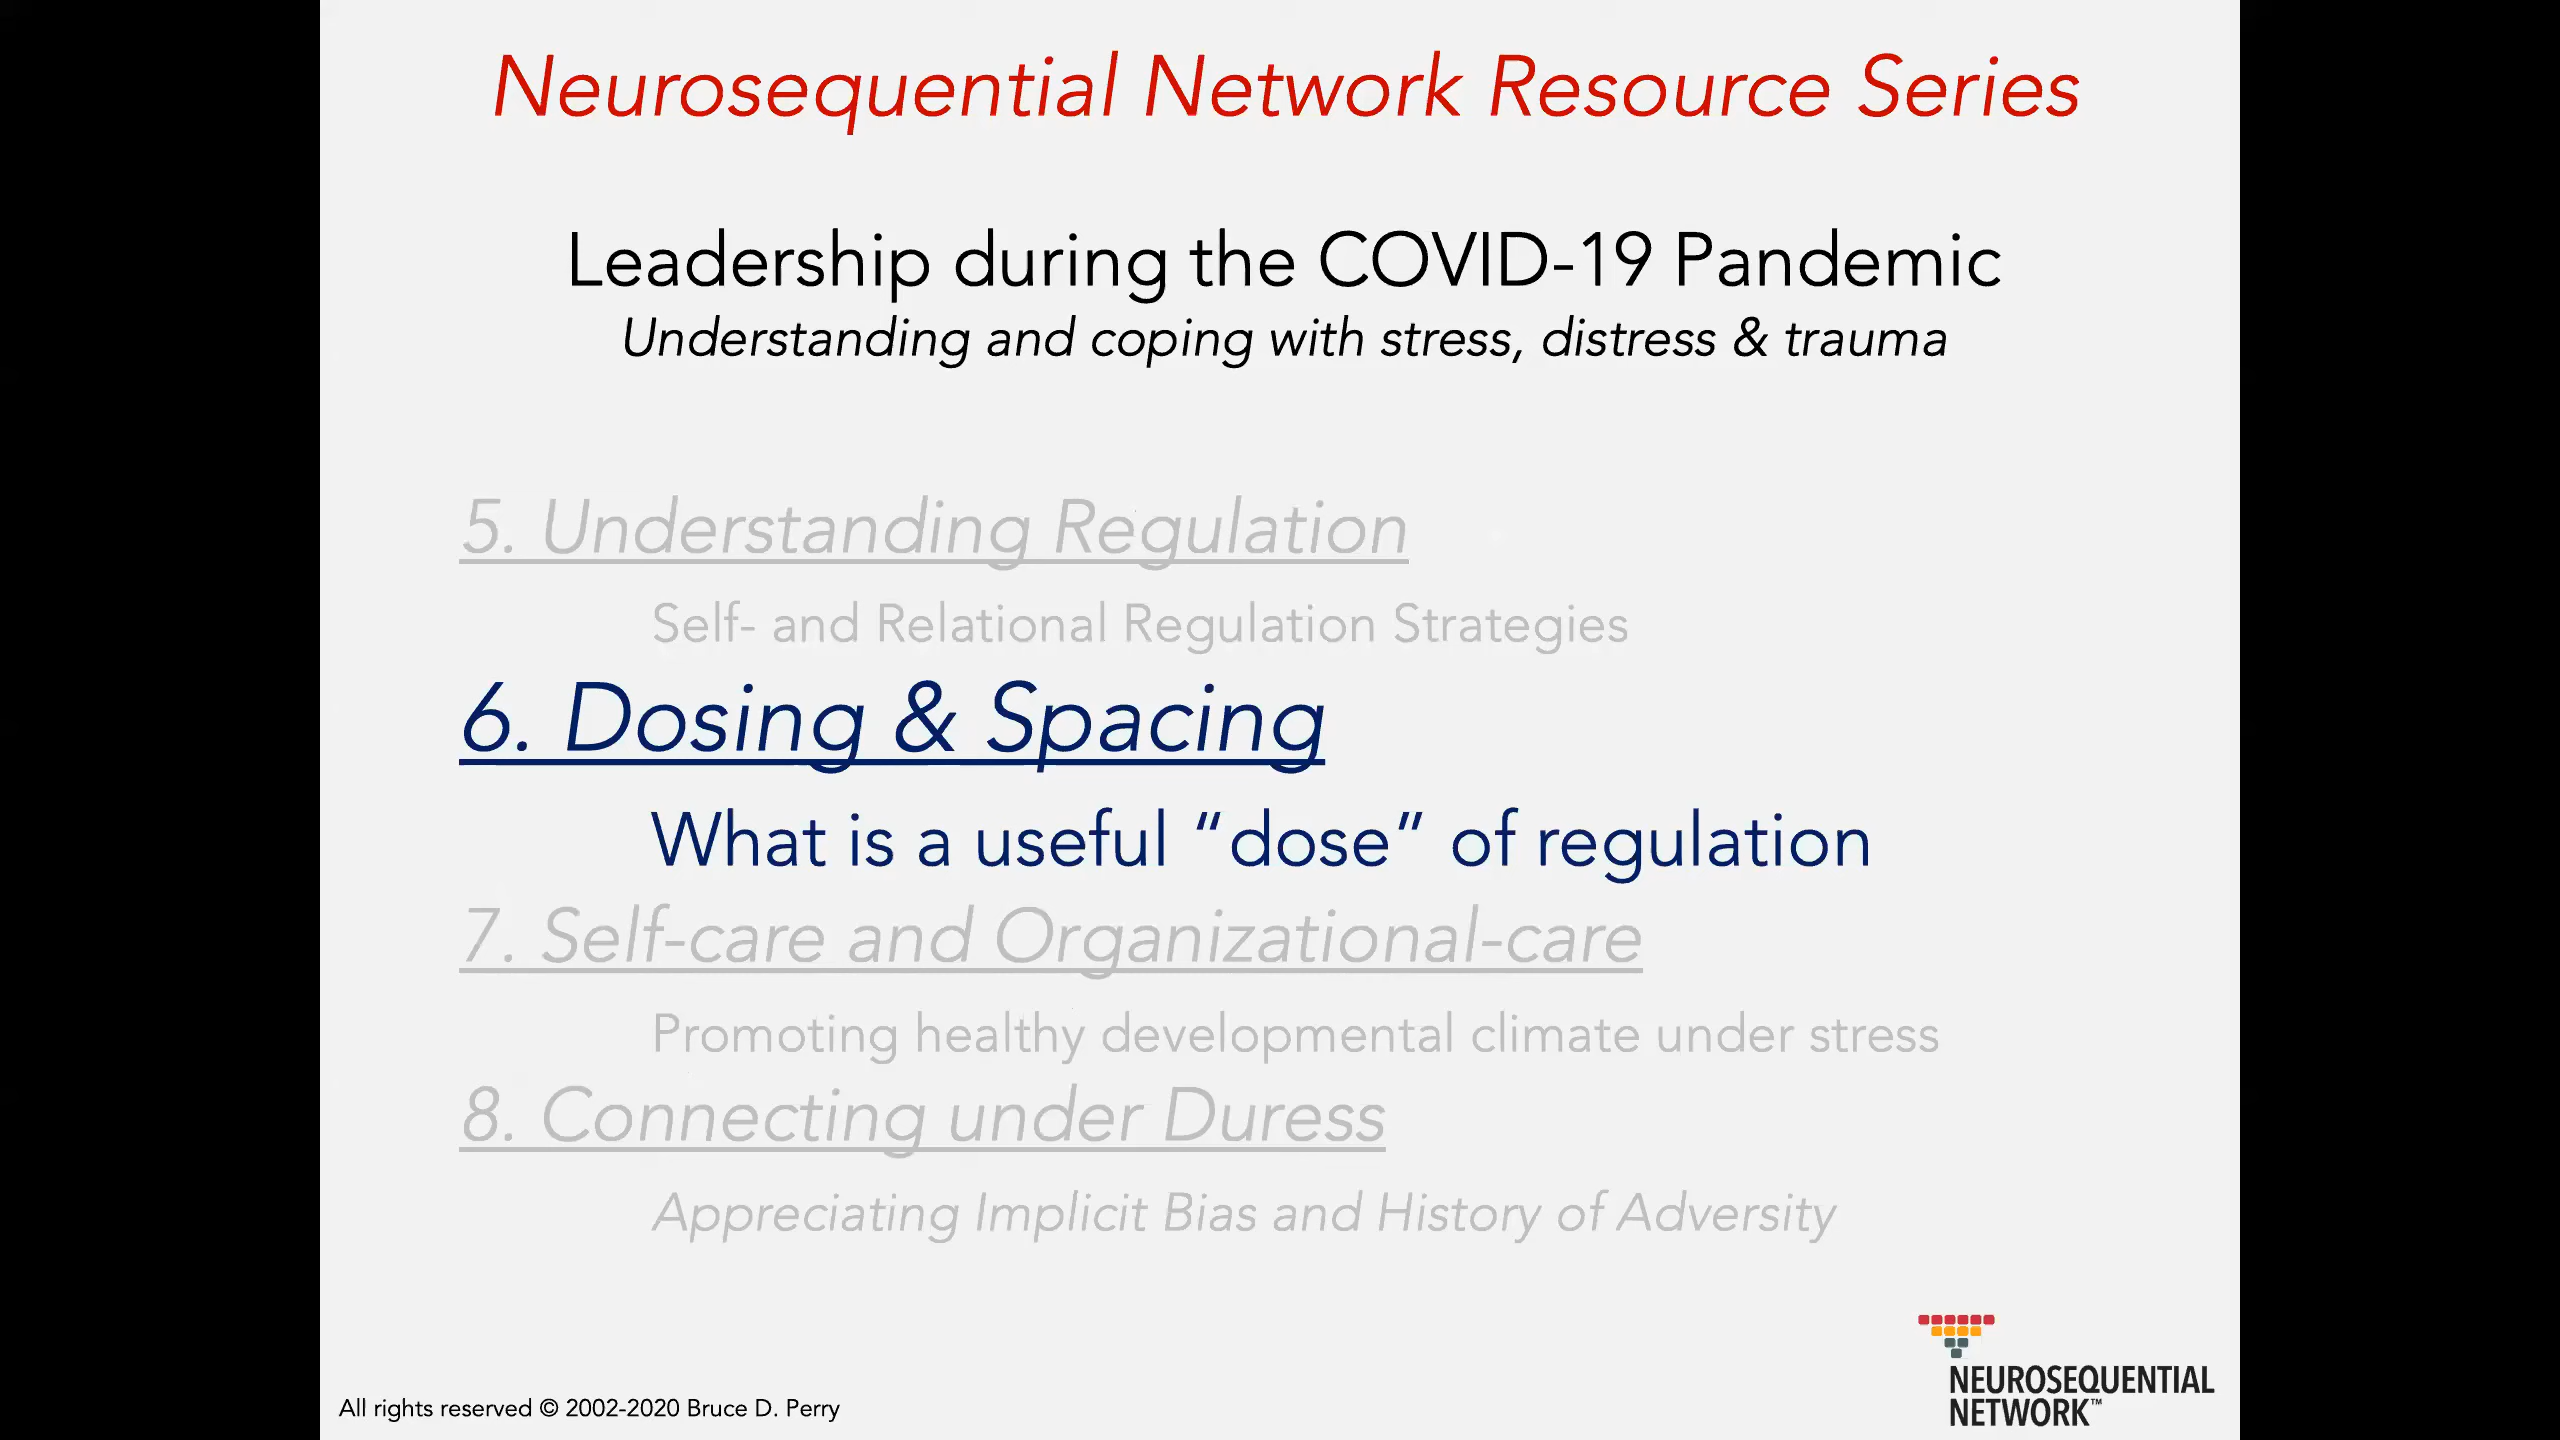 Neurosequential Network Resource Series
Leadership during the COVID-19 Pandemic
Understanding and coping with stress, distress & trauma
5. Understanding Regulation
Self- and Relational Regulation Strategies
6. Dosing & Spacing
What is a useful “dose” of regulation
7. Self-care and Organizational-care
Promoting healthy developmental climate under stress
8. Connecting under Duress
Appreciating Implicit Bias and History of Adversity
All rights reserved © 2002-2020 Bruce D. Perry
NEUROSEQUENTIAL
NETWORK™